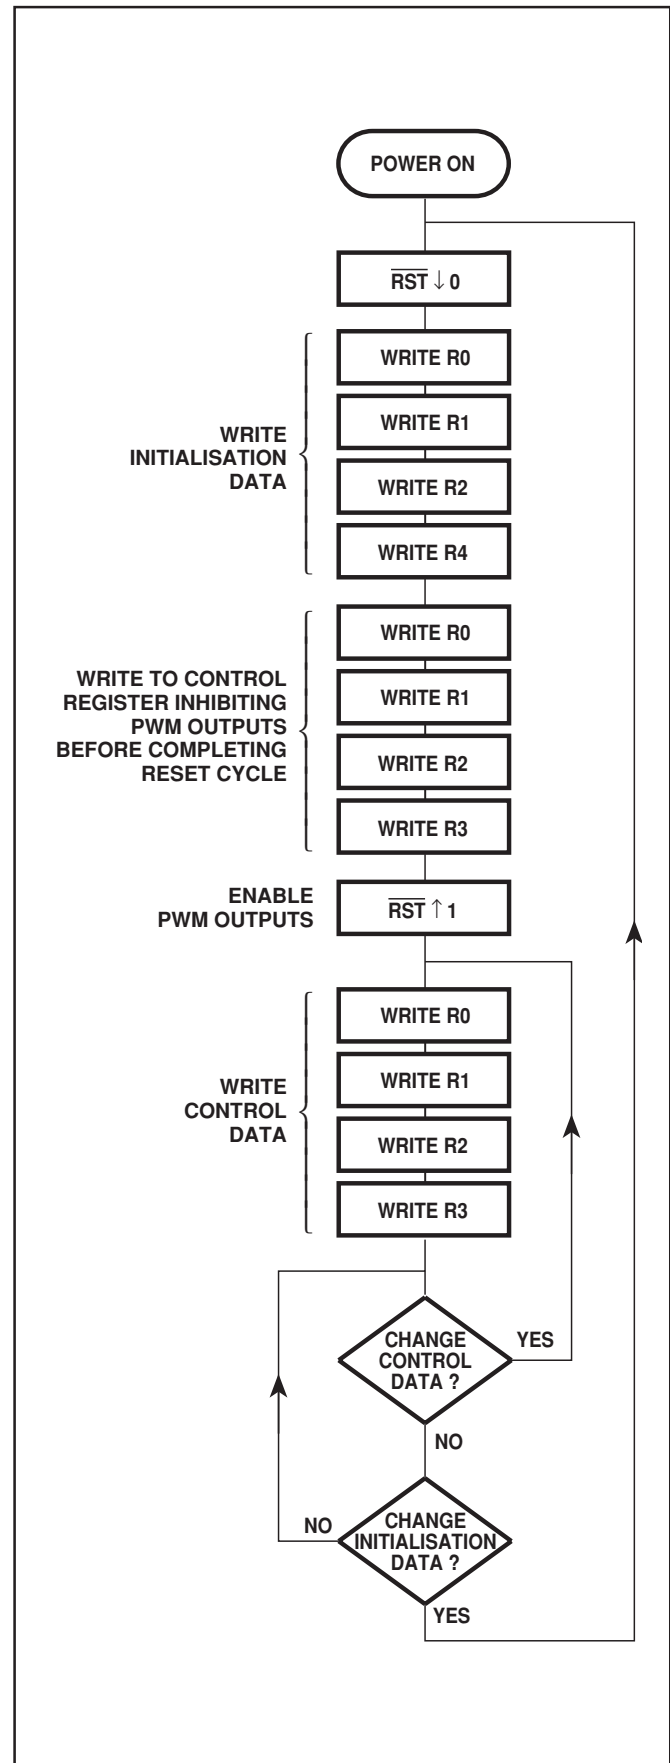 POWER ON
R̅S̅T̅ ↓ 0
WRITE
INITIALISATION
DATA
WRITE R0
WRITE R1
WRITE R2
WRITE R4
WRITE TO CONTROL
REGISTER INHIBITING
PWM OUTPUTS
BEFORE COMPLETING
RESET CYCLE
WRITE R0
WRITE R1
WRITE R2
WRITE R3
ENABLE
PWM OUTPUTS
R̅S̅T̅ ↑ 1
WRITE
CONTROL
DATA
WRITE R0
WRITE R1
WRITE R2
WRITE R3
CHANGE
CONTROL
DATA ?
YES
NO
CHANGE
INITIALISATION
DATA ?
NO
YES